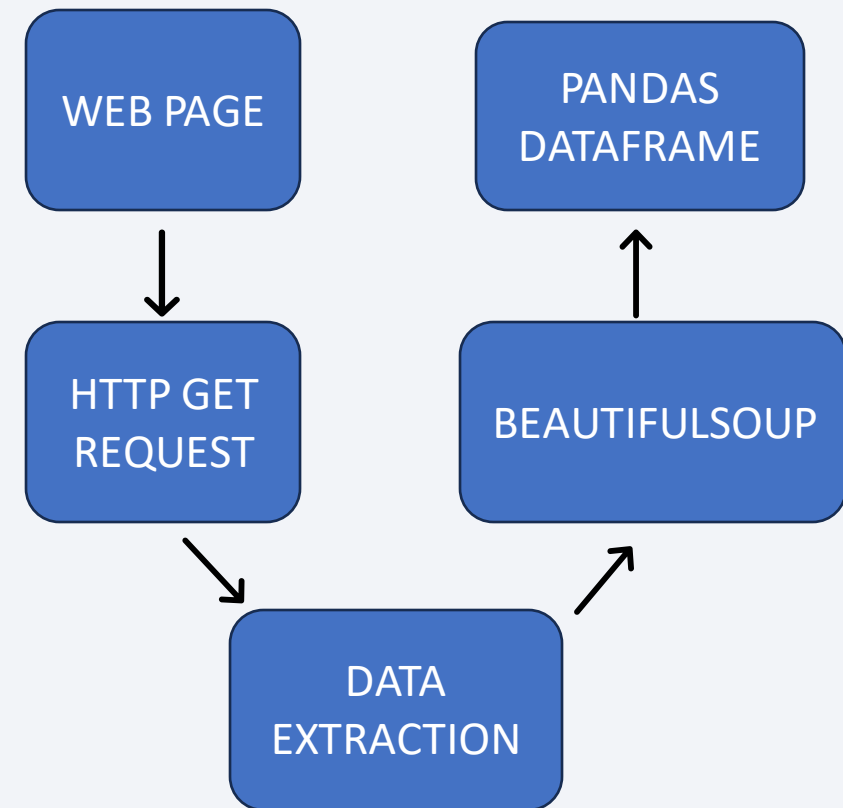 WEB PAGE
HTTP GET
REQUEST
DATA
EXTRACTION
BEAUTIFULSOUP
PANDAS
DATAFRAME